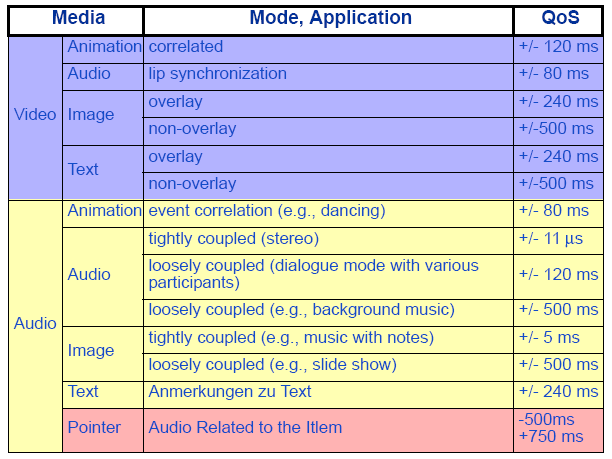 Media Mode, Application QoS
Video Animation correlated +/- 120 ms
Audio lip synchronization +/- 80 ms
Image overlay +/- 240 ms
non-overlay +/-500 ms
Text overlay +/- 240 ms
non-overlay +/-500 ms
Audio Animation event correlation (e.g., dancing) +/- 80 ms
Audio tightly coupled (stereo) +/- 11 µs
loosely coupled (dialogue mode with various
participants) +/- 120 ms
loosely coupled (e.g., background music) +/- 500 ms
Image tightly coupled (e.g., music with notes) +/- 5 ms
loosely coupled (e.g., slide show) +/- 500 ms
Text Anmerkungen zu Text +/- 240 ms
Pointer Audio Related to the Itlem -500ms
+750 ms